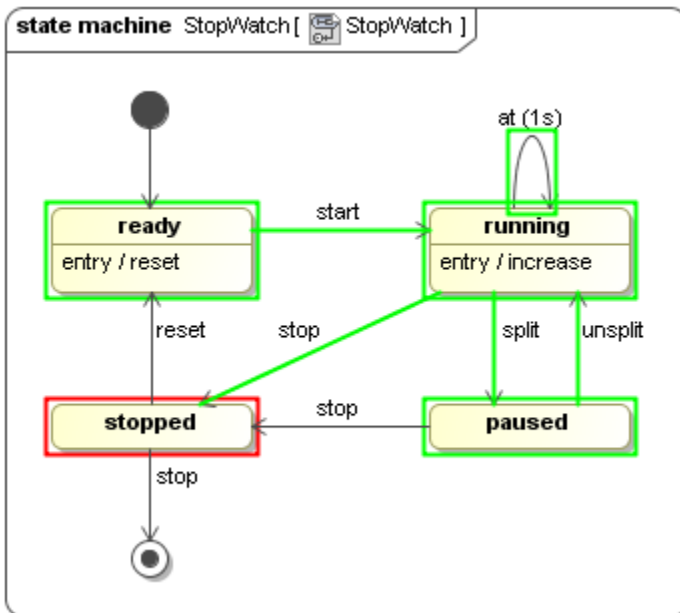 state machine StopWatch [ StopWatch ]
at (1s)
ready
start
running
entry / reset
entry / increase
reset
stop
split
unsplit
stopped
stop
paused
stop